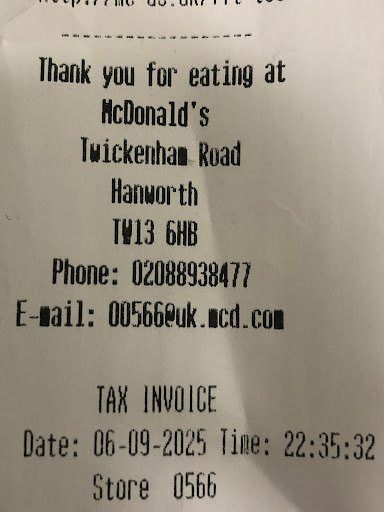 Thank you for eating at
McDonald's
Twickenham Road
Hanworth
TW13 6HB
Phone: 02088938477
E-mail: 00566@uk.mcd.com
TAX INVOICE
Date: 06-09-2025 Time: 22:35:32
Store 0566